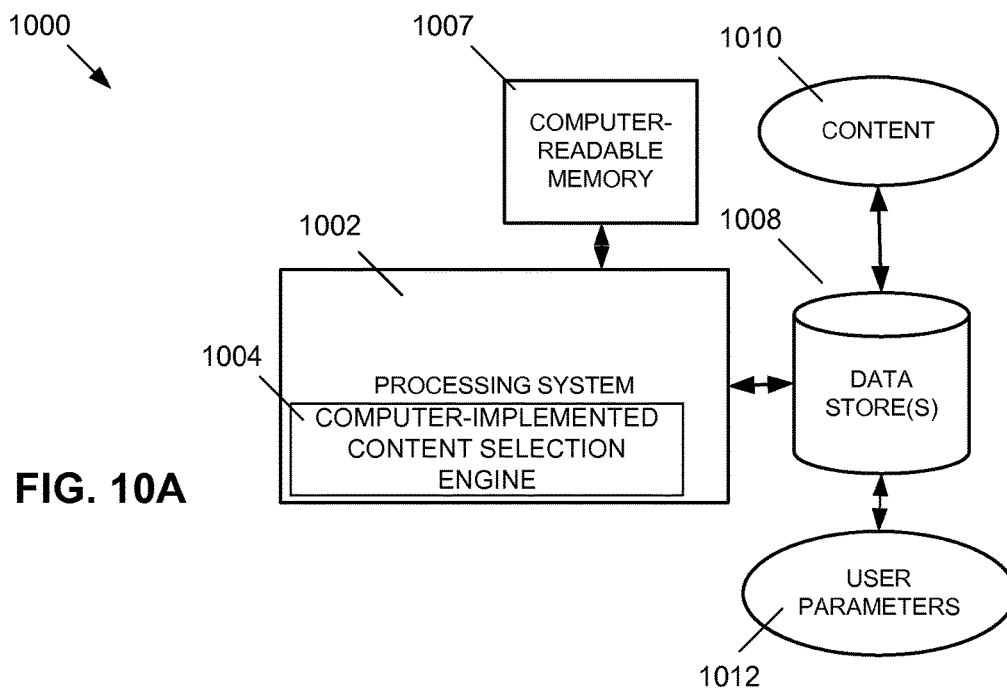 1000
1007
COMPUTER-
READABLE
MEMORY
1010
CONTENT
1002
1008
1004
PROCESSING SYSTEM
COMPUTER-IMPLEMENTED
CONTENT SELECTION
ENGINE
DATA
STORE(S)
FIG. 10A
USER
PARAMETERS
1012